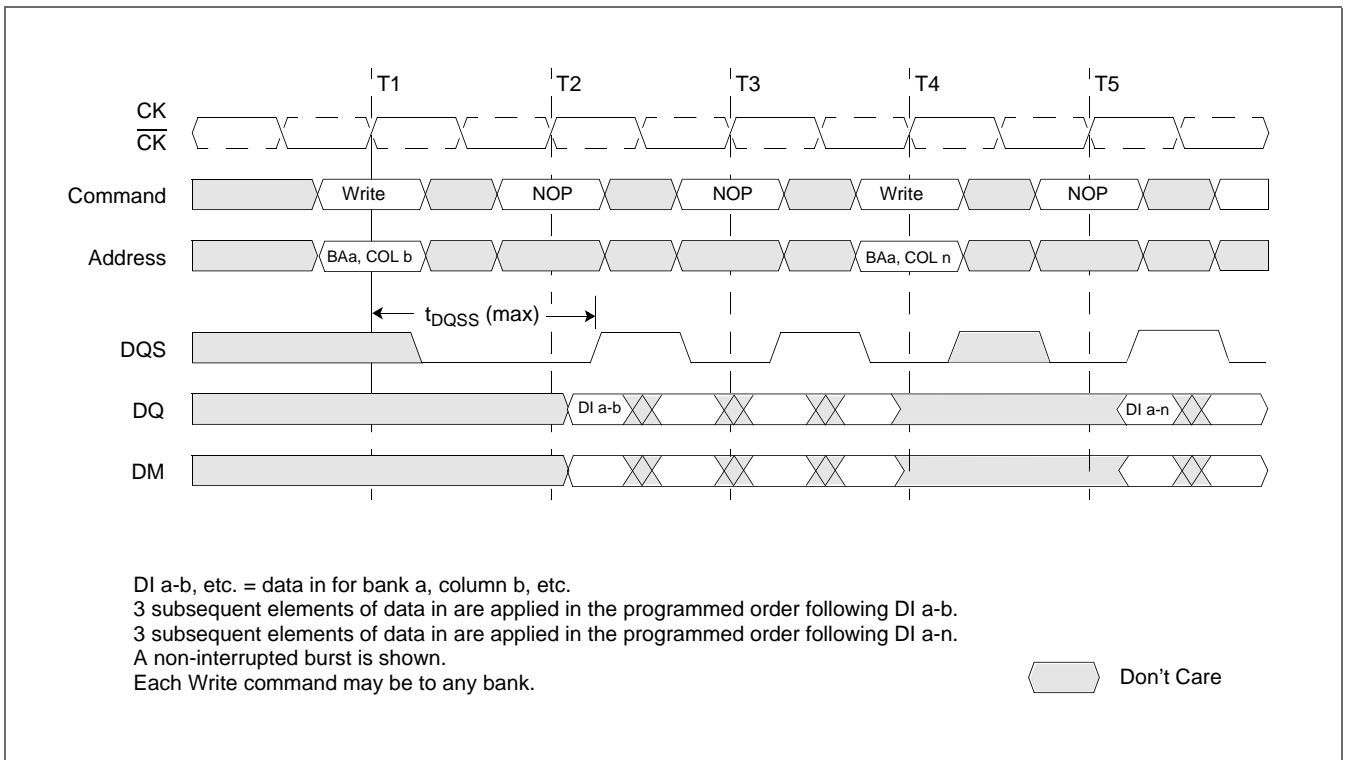 T1 T2 T3 T4 T5
CK
CK
Command Write NOP NOP Write NOP
Address BAa, COL b BAa, COL n
tDQSS (max)
DQS
DQ DI a-b DI a-n
DM
DI a-b, etc. = data in for bank a, column b, etc.
3 subsequent elements of data in are applied in the programmed order following DI a-b.
3 subsequent elements of data in are applied in the programmed order following DI a-n.
A non-interrupted burst is shown.
Each Write command may be to any bank.
Don't Care